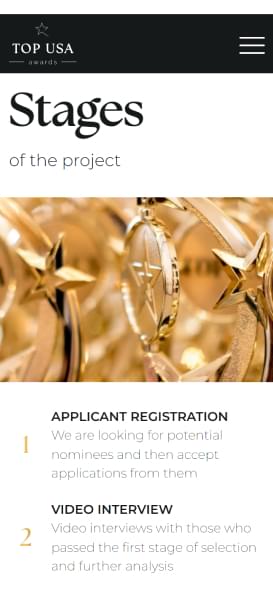 TOP USA
awards
Stages
of the project
APPLICANT REGISTRATION
1
We are looking for potential
nominees and then accept
applications from them
VIDEO INTERVIEW
2
Video interviews with those who
passed the first stage of selection
and further analysis